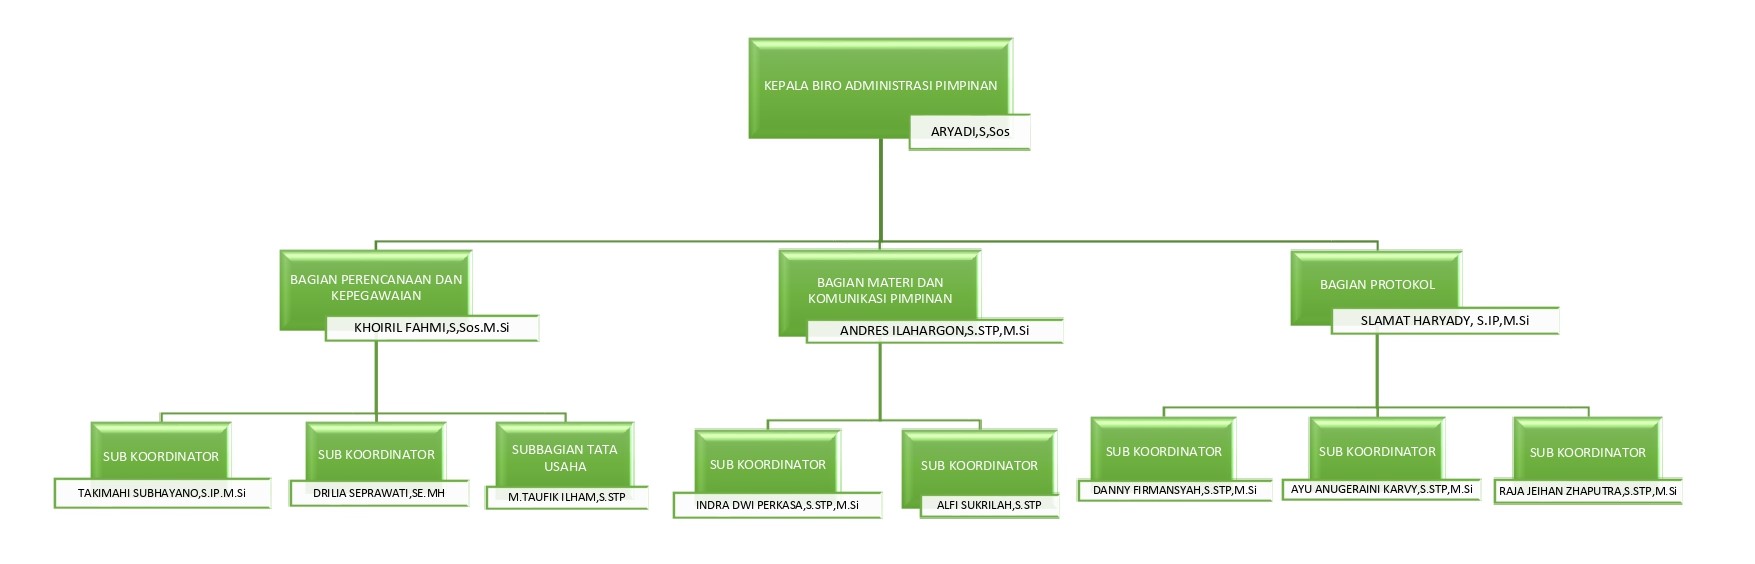 KEPALA BIRO ADMINISTRASI PIMPINAN
ARYADI,S,Sos
BAGIAN PERENCANAAN DAN
KEPEGAWAIAN
KHOIRIL FAHMI,S,Sos.M.Si
BAGIAN MATERI DAN
KOMUNIKASI PIMPINAN
ANDRES ILAHARGON,S.STP,M.Si
BAGIAN PROTOKOL
SLAMAT HARYADY, S.IP,M.Si
SUB KOORDINATOR
TAKIMAHI SUBHAYANO,S.IP.M.Si
SUB KOORDINATOR
DRILIA SEPRAWATI,SE.MH
SUBBAGIAN TATA
USAHA
M.TAUFIK ILHAM,S.STP
SUB KOORDINATOR
INDRA DWI PERKASA,S.STP,M.Si
SUB KOORDINATOR
ALFI SUKRILAH,S.STP
SUB KOORDINATOR
DANNY FIRMANSYAH,S.STP,M.Si
SUB KOORDINATOR
AYU ANUGERAINI KARVY,S.STP,M.Si
SUB KOORDINATOR
RAJA JEIHAN ZHAPUTRA,S.STP,M.Si